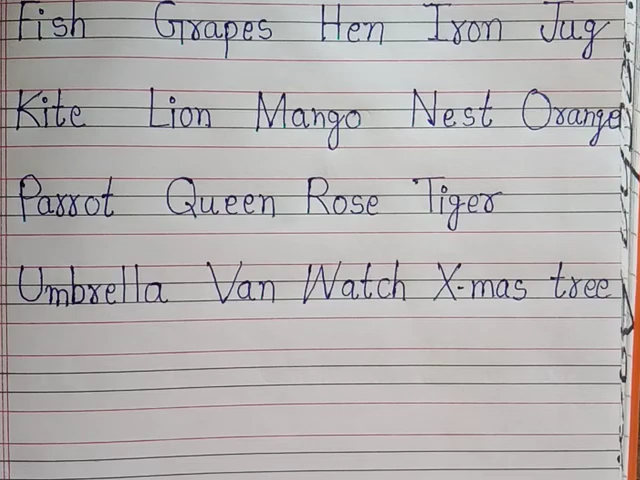 Fish Grapes Hen Iron Jug
Kite Lion Mango Nest Orange
Parrot Queen Rose Tiger
Umbrella Van Watch X-mas tree